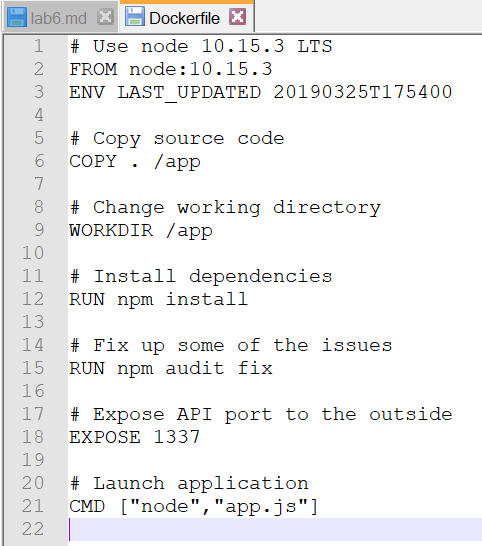 lab6.md Dockerfile
1 # Use node 10.15.3 LTS
2 FROM node:10.15.3
3 ENV LAST_UPDATED 20190325T175400
4
5 # Copy source code
6 COPY . /app
7
8 # Change working directory
9 WORKDIR /app
10
11 # Install dependencies
12 RUN npm install
13
14 # Fix up some of the issues
15 RUN npm audit fix
16
17 # Expose API port to the outside
18 EXPOSE 1337
19
20 # Launch application
21 CMD ["node","app.js"]
22